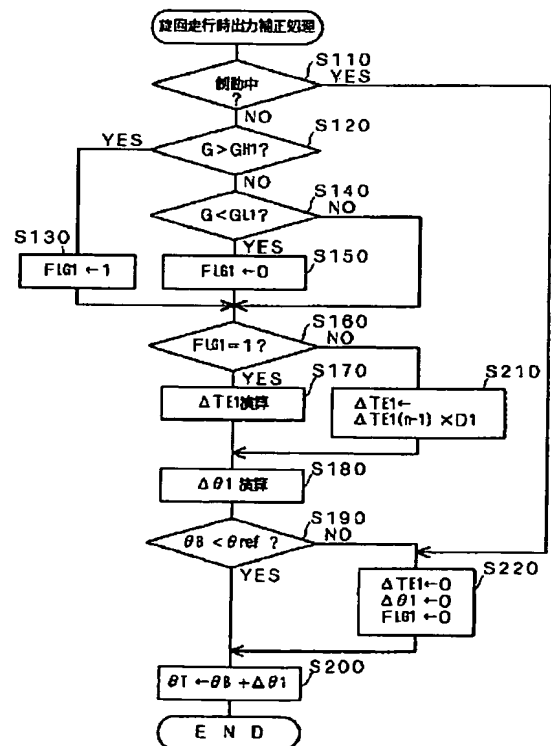 旋回走行時出力補正処理
S110
制動中
?
YES
NO
S120
YES
G>GH1?
NO
S140
G<GL1?
NO
S130
YES
S150
FLG1←1
FLG1←0
S160
FLG1=1?
NO
YES
S170
S210
ΔTE1演算
ΔTE1←
ΔTE1(n-1)×D1
S180
Δθ1演算
S190
θB<θref?
NO
YES
S220
ΔTE1←0
Δθ1←0
FLG1←0
S200
θT←θB+Δθ1
END